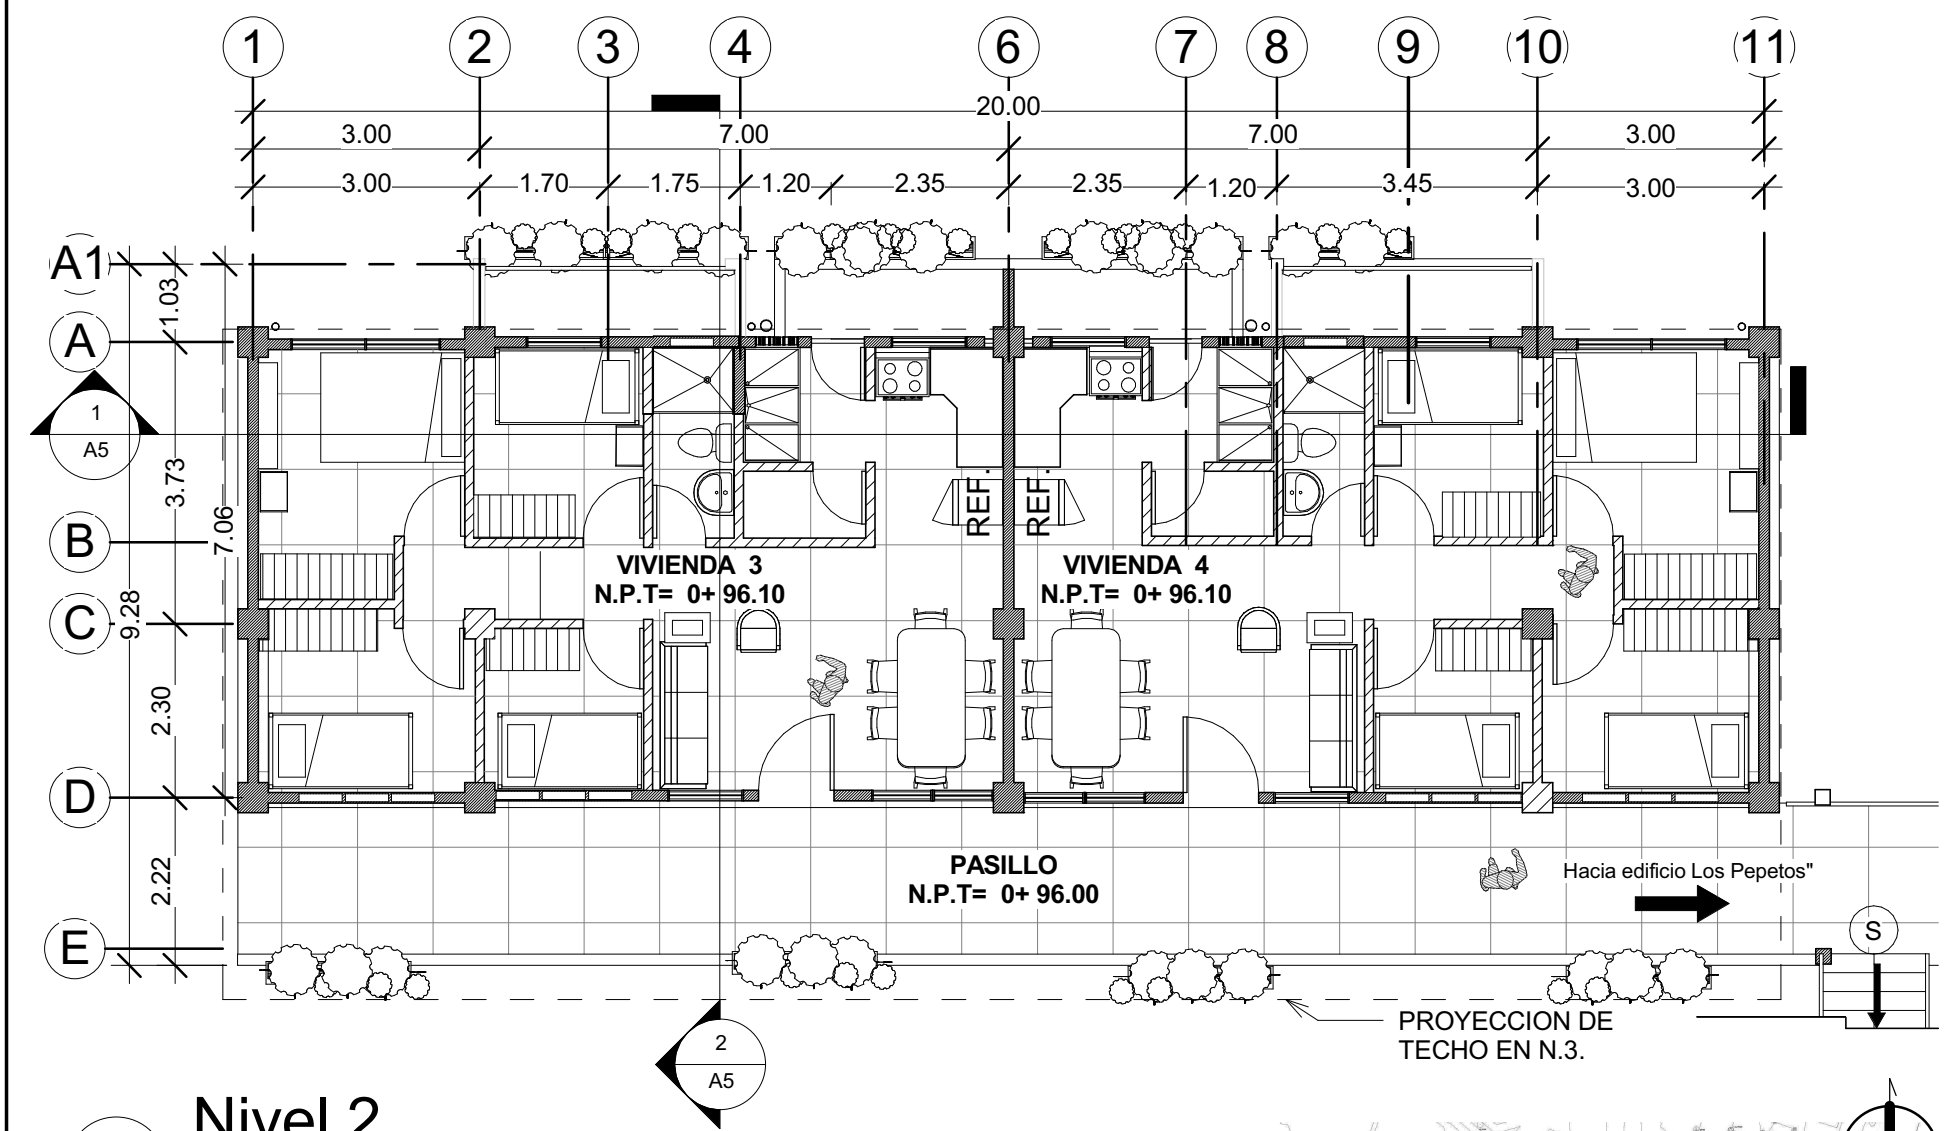 1 2 3 4 6 7 8 9 10 11
20.00
3.00 7.00 7.00 3.00
3.00 1.70 1.75 1.20 2.35 2.35 1.20 3.45 3.00
A1
1.03
A
1
A5
3.73
7.06
REF.
REF.
B
VIVIENDA 3
N.P.T= 0+ 96.10
VIVIENDA 4
N.P.T= 0+ 96.10
C
9.28
2.30
D
2.22
PASILLO
N.P.T= 0+ 96.00
Hacia edificio Los Pepetos"
E
S
PROYECCION DE
TECHO EN N.3.
2
A5
Nivel 2